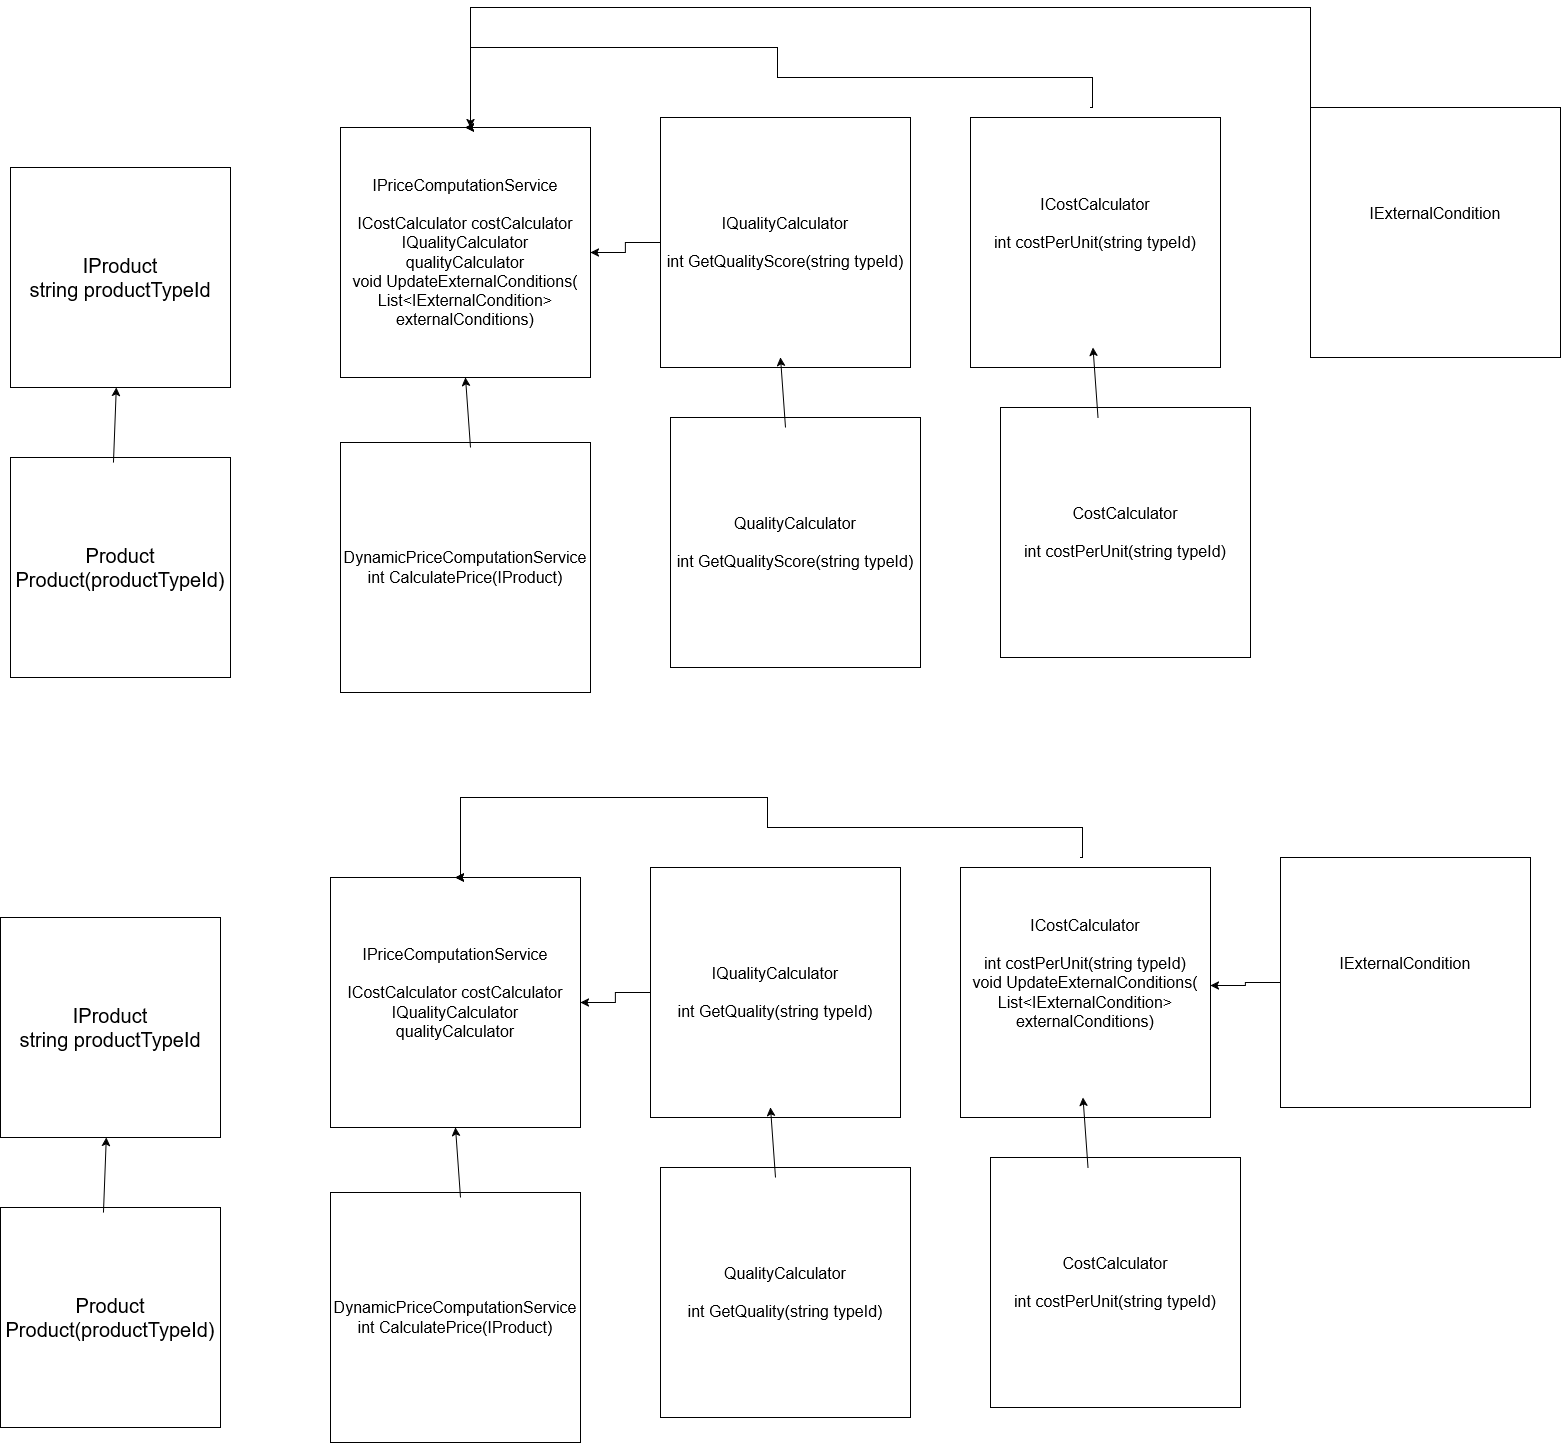 IProduct
string productTypeId
Product
Product(productTypeId)
IPriceComputationService
ICostCalculator costCalculator
IQualityCalculator
qualityCalculator
void UpdateExternalConditions(
List<IExternalCondition>
externalConditions)
DynamicPriceComputationService
int CalculatePrice(IProduct)
IQualityCalculator
int GetQualityScore(string typeId)
QualityCalculator
int GetQualityScore(string typeId)
ICostCalculator
int costPerUnit(string typeId)
CostCalculator
int costPerUnit(string typeId)
IExternalCondition
IProduct
string productTypeId
Product
Product(productTypeId)
IPriceComputationService
ICostCalculator costCalculator
IQualityCalculator
qualityCalculator
DynamicPriceComputationService
int CalculatePrice(IProduct)
IQualityCalculator
int GetQuality(string typeId)
QualityCalculator
int GetQuality(string typeId)
ICostCalculator
int costPerUnit(string typeId)
void UpdateExternalConditions(
List<IExternalCondition>
externalConditions)
CostCalculator
int costPerUnit(string typeId)
IExternalCondition